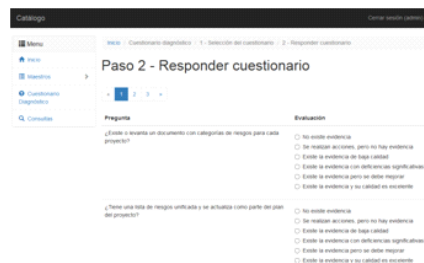 Catálogo
Cerrar sesión (admin)
Menu
Inicio
Maestros
Cuestionario
Diagnóstico
Consultas
Inicio / Cuestionario diagnóstico / 1 - Selección del cuestionario / 2 - Responder cuestionario
Paso 2 - Responder cuestionario
« 1 2 3 »
Pregunta Evaluación
¿Existe o levanta un documento con categorías de riesgos para cada
proyecto?
No existe evidencia
Se realizan acciones, pero no hay evidencia
Existe la evidencia de baja calidad
Existe la evidencia con deficiencias significativas
Existe la evidencia pero se debe mejorar
Existe la evidencia y su calidad es excelente
¿Tiene una lista de riesgos unificada y se actualiza como parte del plan
del proyecto?
No existe evidencia
Se realizan acciones, pero no hay evidencia
Existe la evidencia de baja calidad
Existe la evidencia con deficiencias significativas
Existe la evidencia pero se debe mejorar
Existe la evidencia y su calidad es excelente